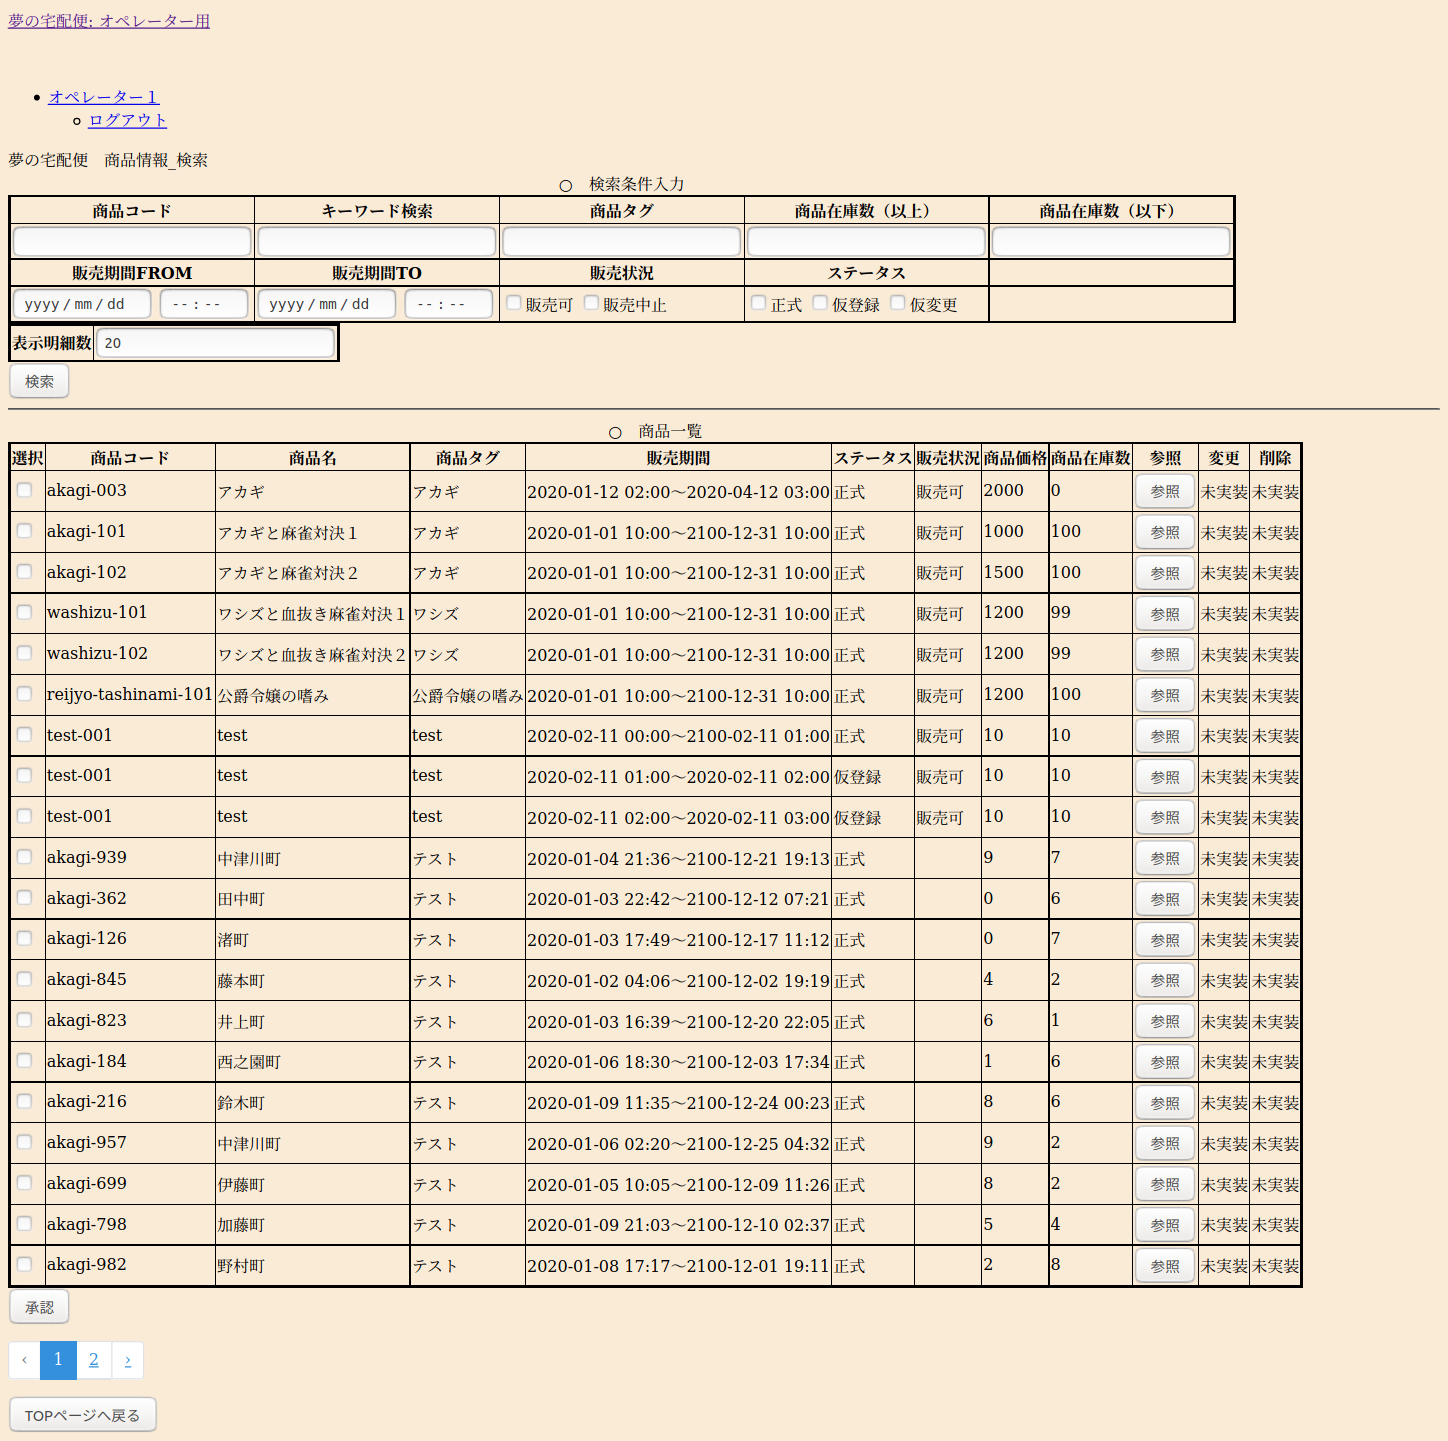 夢の宅配便: オペレーター用
オペレーター１
ログアウト
夢の宅配便　商品情報_検索
○　検索条件入力
商品コード キーワード検索 商品タグ 商品在庫数（以上） 商品在庫数（以下）
販売期間FROM 販売期間TO 販売状況 ステータス
yyyy / mm / dd -- : -- yyyy / mm / dd -- : -- 販売可 販売中止 正式 仮登録 仮変更
表示明細数 20
検索
○　商品一覧
選択 商品コード 商品名 商品タグ 販売期間 ステータス 販売状況 商品価格 商品在庫数 参照 変更 削除
akagi-003 アカギ アカギ 2020-01-12 02:00～2020-04-12 03:00 正式 販売可 2000 0 参照 未実装 未実装
akagi-101 アカギと麻雀対決１ アカギ 2020-01-01 10:00～2100-12-31 10:00 正式 販売可 1000 100 参照 未実装 未実装
akagi-102 アカギと麻雀対決２ アカギ 2020-01-01 10:00～2100-12-31 10:00 正式 販売可 1500 100 参照 未実装 未実装
washizu-101 ワシズと血抜き麻雀対決１ ワシズ 2020-01-01 10:00～2100-12-31 10:00 正式 販売可 1200 99 参照 未実装 未実装
washizu-102 ワシズと血抜き麻雀対決２ ワシズ 2020-01-01 10:00～2100-12-31 10:00 正式 販売可 1200 99 参照 未実装 未実装
reijyo-tashinami-101 公爵令嬢の嗜み 公爵令嬢の嗜み 2020-01-01 10:00～2100-12-31 10:00 正式 販売可 1200 100 参照 未実装 未実装
test-001 test test 2020-02-11 00:00～2100-02-11 01:00 正式 販売可 10 10 参照 未実装 未実装
test-001 test test 2020-02-11 01:00～2020-02-11 02:00 仮登録 販売可 10 10 参照 未実装 未実装
test-001 test test 2020-02-11 02:00～2020-02-11 03:00 仮登録 販売可 10 10 参照 未実装 未実装
akagi-939 中津川町 テスト 2020-01-04 21:36～2100-12-21 19:13 正式 9 7 参照 未実装 未実装
akagi-362 田中町 テスト 2020-01-03 22:42～2100-12-12 07:21 正式 0 6 参照 未実装 未実装
akagi-126 渚町 テスト 2020-01-03 17:49～2100-12-17 11:12 正式 0 7 参照 未実装 未実装
akagi-845 藤本町 テスト 2020-01-02 04:06～2100-12-02 19:19 正式 4 2 参照 未実装 未実装
akagi-823 井上町 テスト 2020-01-03 16:39～2100-12-20 22:05 正式 6 1 参照 未実装 未実装
akagi-184 西之園町 テスト 2020-01-06 18:30～2100-12-03 17:34 正式 1 6 参照 未実装 未実装
akagi-216 鈴木町 テスト 2020-01-09 11:35～2100-12-24 00:23 正式 8 6 参照 未実装 未実装
akagi-957 中津川町 テスト 2020-01-06 02:20～2100-12-25 04:32 正式 9 2 参照 未実装 未実装
akagi-699 伊藤町 テスト 2020-01-05 10:05～2100-12-09 11:26 正式 8 2 参照 未実装 未実装
akagi-798 加藤町 テスト 2020-01-09 21:03～2100-12-10 02:37 正式 5 4 参照 未実装 未実装
akagi-982 野村町 テスト 2020-01-08 17:17～2100-12-01 19:11 正式 2 8 参照 未実装 未実装
承認
‹ 1 2 ›
TOPページへ戻る